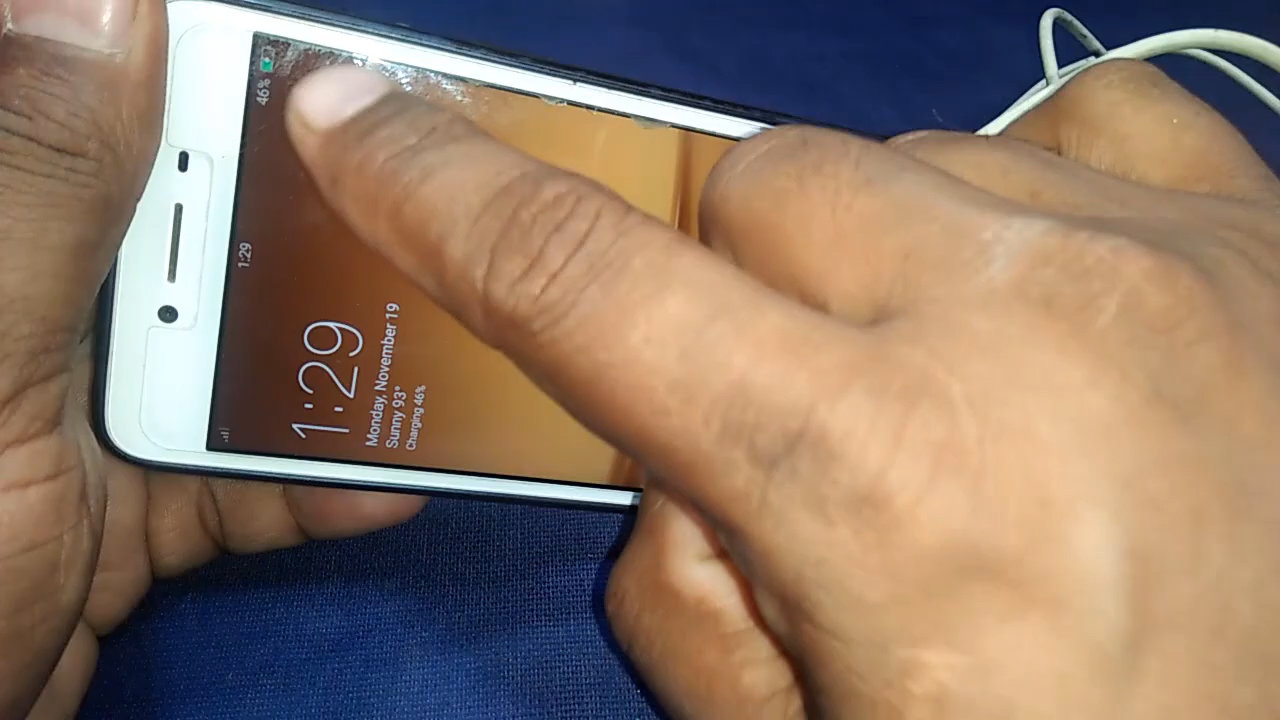 46%
1:29
1:29
Monday, November 19
Sunny 93°
Charging 46%